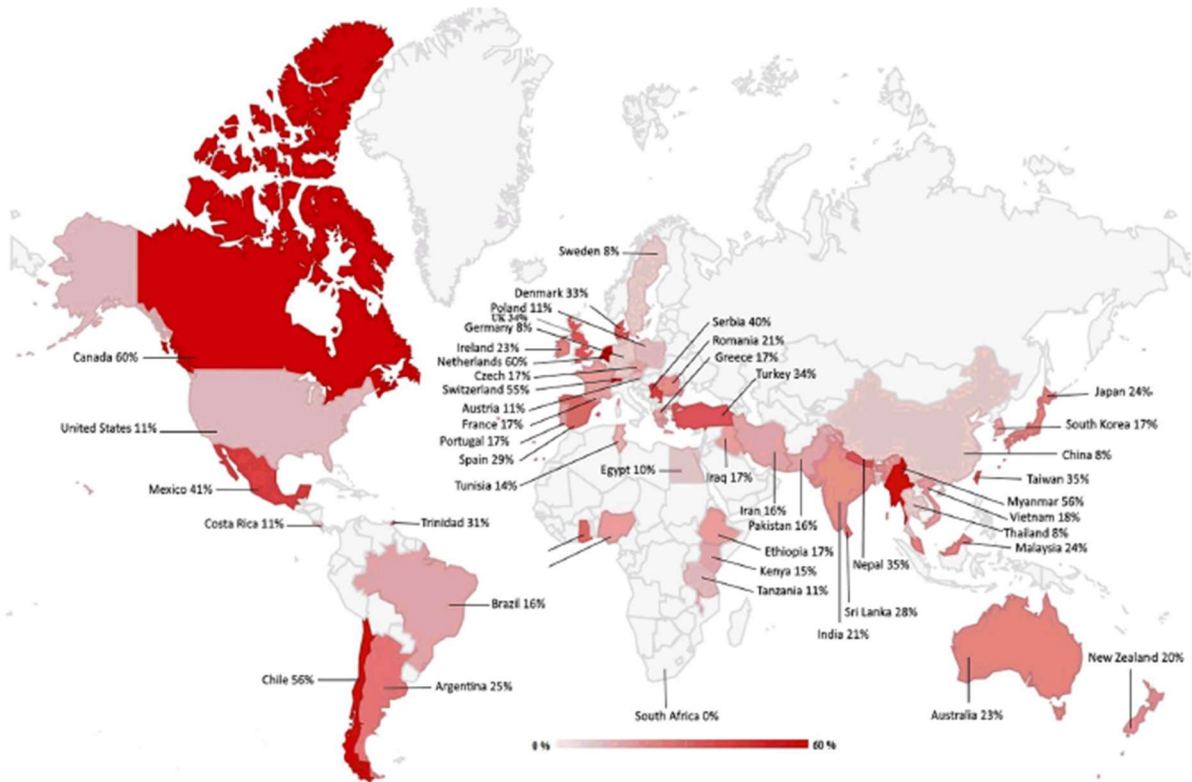 Sweden 8%
Denmark 33%
Poland 11%
UK 34%
Germany 8%
Ireland 23%
Netherlands 60%
Czech 17%
Switzerland 55%
Austria 11%
France 17%
Portugal 17%
Spain 29%
Tunisia 14%
Serbia 40%
Romania 21%
Greece 17%
Turkey 34%
Canada 60%
United States 11%
Mexico 41%
Costa Rica 11%
Trinidad 31%
Brazil 16%
Chile 56%
Argentina 25%
Egypt 10%
Iraq 17%
Iran 16%
Pakistan 16%
Ethiopia 17%
Kenya 15%
Tanzania 11%
South Africa 0%
Nepal 35%
Sri Lanka 28%
India 21%
Japan 24%
South Korea 17%
China 8%
Taiwan 35%
Myanmar 56%
Vietnam 18%
Thailand 8%
Malaysia 24%
New Zealand 20%
Australia 23%
0 %
60 %